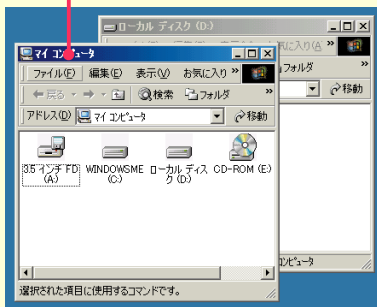 ローカル ディスク (D:)
マイ コンピュータ
ファイル(F) 編集(E) 表示(V) お気に入り »
戻る 検索 フォルダ »
アドレス(D) マイ コンピュータ 移動
3.5 インチ FD (A:)
WINDOWSME (C:)
ローカル ディスク (D:)
CD-ROM (E:)
選択された項目に使用するコマンドです。
気に入り(A »
フォルダ »
移動
コンピュータ